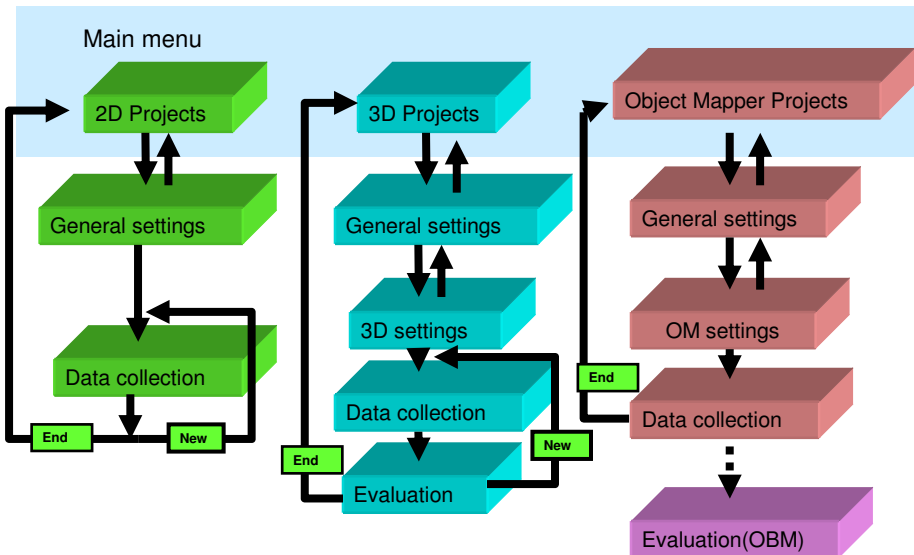 Main menu
2D Projects
General settings
Data collection
End
New
3D Projects
General settings
3D settings
Data collection
Evaluation
End
New
Object Mapper Projects
General settings
OM settings
End
Data collection
Evaluation(OBM)